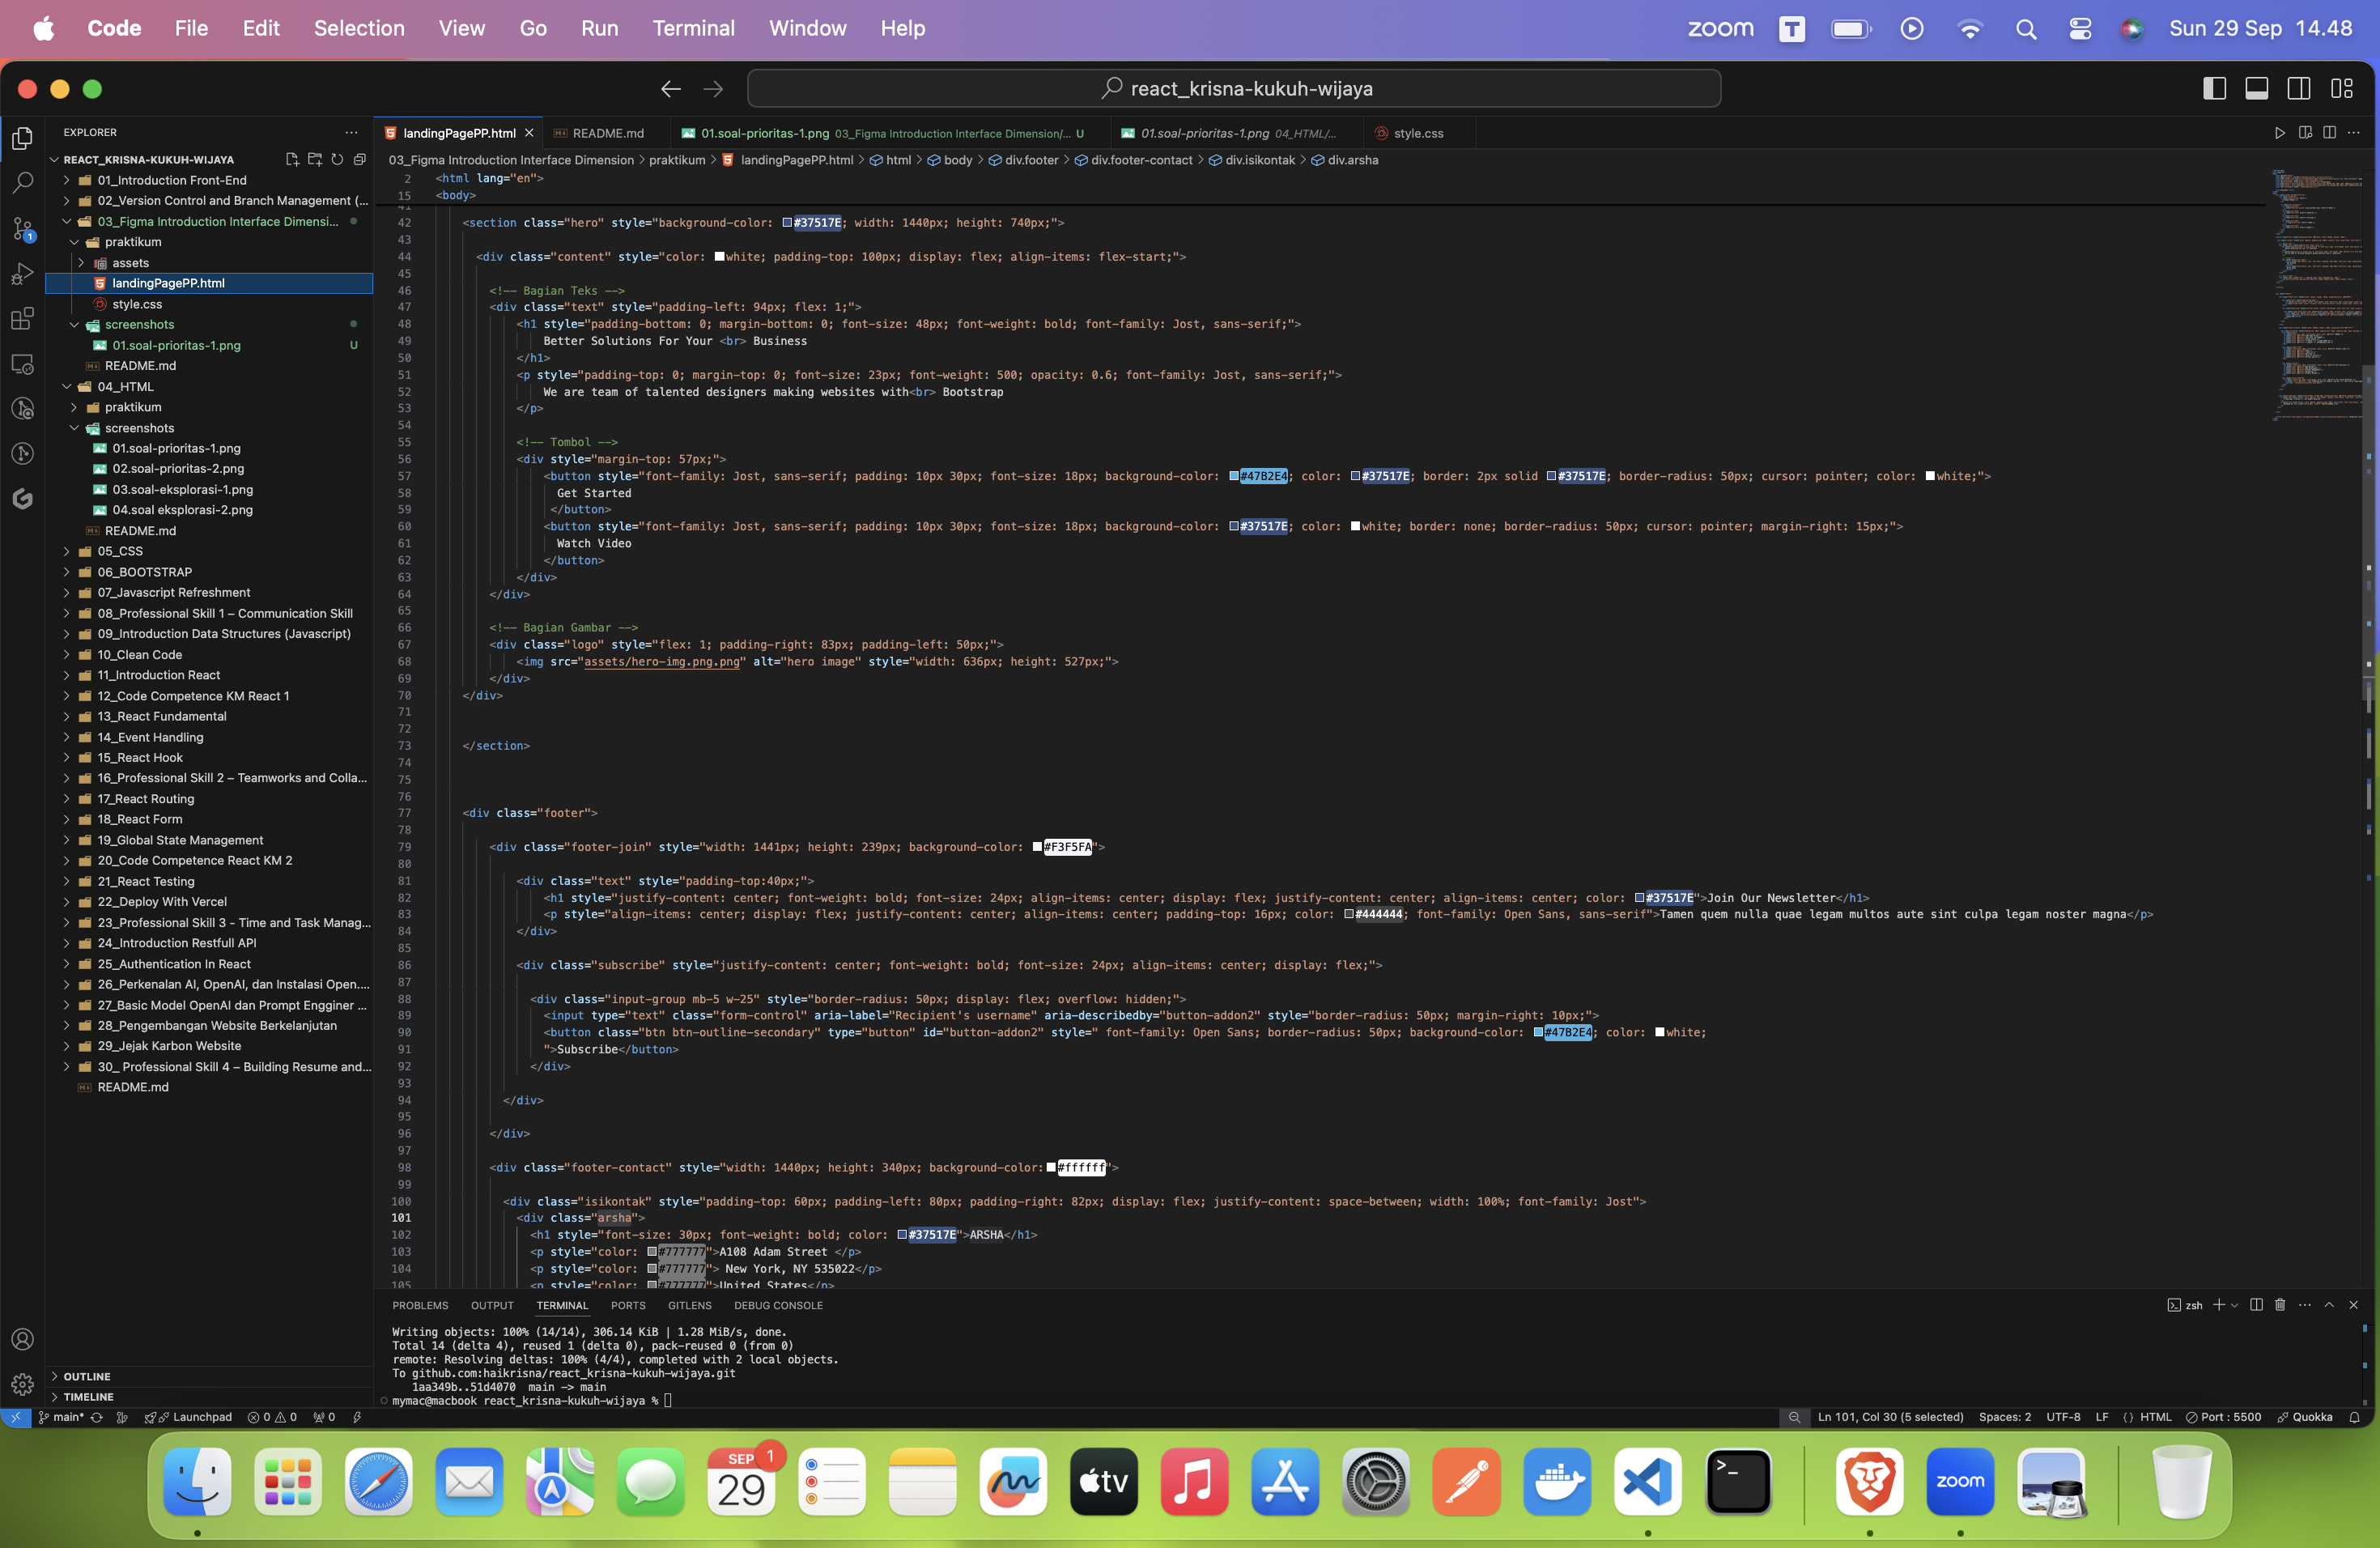 Code File Edit Selection View Go Run Terminal Window Help zoom T Sun 29 Sep 14.48
react_krisna-kukuh-wijaya
EXPLORER
REACT_KRISNA-KUKUH-WIJAYA
01_Introduction Front-End
02_Version Control and Branch Management (...
03_Figma Introduction Interface Dimensi...
praktikum
assets
landingPagePP.html
style.css
screenshots
01.soal-prioritas-1.png U
README.md
04_HTML
praktikum
screenshots
01.soal-prioritas-1.png
02.soal-prioritas-2.png
03.soal-eksplorasi-1.png
04.soal eksplorasi-2.png
README.md
05_CSS
06_BOOTSTRAP
07_Javascript Refreshment
08_Professional Skill 1 – Communication Skill
09_Introduction Data Structures (Javascript)
10_Clean Code
11_Introduction React
12_Code Competence KM React 1
13_React Fundamental
14_Event Handling
15_React Hook
16_Professional Skill 2 – Teamworks and Colla...
17_React Routing
18_React Form
19_Global State Management
20_Code Competence React KM 2
21_React Testing
22_Deploy With Vercel
23_Professional Skill 3 - Time and Task Manag...
24_Introduction Restfull API
25_Authentication In React
26_Perkenalan AI, OpenAI, dan Instalasi Open....
27_Basic Model OpenAI dan Prompt Engginer ...
28_Pengembangan Website Berkelanjutan
29_Jejak Karbon Website
30_ Professional Skill 4 – Building Resume and...
README.md
OUTLINE
TIMELINE
landingPagePP.html README.md 01.soal-prioritas-1.png 03_Figma Introduction Interface Dimension/... U 01.soal-prioritas-1.png 04_HTML/... style.css
03_Figma Introduction Interface Dimension > praktikum > landingPagePP.html > html > body > div.footer > div.footer-contact > div.isikontak > div.arsha
2 <html lang="en">
15 <body>
41
42 <section class="hero" style="background-color: #37517E; width: 1440px; height: 740px;">
43
44 <div class="content" style="color: white; padding-top: 100px; display: flex; align-items: flex-start;">
45
46 <!-- Bagian Teks -->
47 <div class="text" style="padding-left: 94px; flex: 1;">
48 <h1 style="padding-bottom: 0; margin-bottom: 0; font-size: 48px; font-weight: bold; font-family: Jost, sans-serif;">
49 Better Solutions For Your <br> Business
50 </h1>
51 <p style="padding-top: 0; margin-top: 0; font-size: 23px; font-weight: 500; opacity: 0.6; font-family: Jost, sans-serif;">
52 We are team of talented designers making websites with<br> Bootstrap
53 </p>
54
55 <!-- Tombol -->
56 <div style="margin-top: 57px;">
57 <button style="font-family: Jost, sans-serif; padding: 10px 30px; font-size: 18px; background-color: #47B2E4; color: #37517E; border: 2px solid #37517E; border-radius: 50px; cursor: pointer; color: white;">
58 Get Started
59 </button>
60 <button style="font-family: Jost, sans-serif; padding: 10px 30px; font-size: 18px; background-color: #37517E; color: white; border: none; border-radius: 50px; cursor: pointer; margin-right: 15px;">
61 Watch Video
62 </button>
63 </div>
64 </div>
65
66 <!-- Bagian Gambar -->
67 <div class="logo" style="flex: 1; padding-right: 83px; padding-left: 50px;">
68 <img src="assets/hero-img.png.png" alt="hero image" style="width: 636px; height: 527px;">
69 </div>
70 </div>
71
72
73 </section>
74
75
76
77 <div class="footer">
78
79 <div class="footer-join" style="width: 1441px; height: 239px; background-color: #F3F5FA">
80
81 <div class="text" style="padding-top:40px;">
82 <h1 style="justify-content: center; font-weight: bold; font-size: 24px; align-items: center; display: flex; justify-content: center; align-items: center; color: #37517E">Join Our Newsletter</h1>
83 <p style="align-items: center; display: flex; justify-content: center; align-items: center; padding-top: 16px; color: #444444; font-family: Open Sans, sans-serif">Tamen quem nulla quae legam multos aute sint culpa legam noster magna</p>
84 </div>
85
86 <div class="subscribe" style="justify-content: center; font-weight: bold; font-size: 24px; align-items: center; display: flex;">
87
88 <div class="input-group mb-5 w-25" style="border-radius: 50px; display: flex; overflow: hidden;">
89 <input type="text" class="form-control" aria-label="Recipient's username" aria-describedby="button-addon2" style="border-radius: 50px; margin-right: 10px;">
90 <button class="btn btn-outline-secondary" type="button" id="button-addon2" style=" font-family: Open Sans; border-radius: 50px; background-color: #47B2E4; color: white;
91 ">Subscribe</button>
92 </div>
93
94 </div>
95
96 </div>
97
98 <div class="footer-contact" style="width: 1440px; height: 340px; background-color: #ffffff">
99
100 <div class="isikontak" style="padding-top: 60px; padding-left: 80px; padding-right: 82px; display: flex; justify-content: space-between; width: 100%; font-family: Jost">
101 <div class="arsha">
102 <h1 style="font-size: 30px; font-weight: bold; color: #37517E">ARSHA</h1>
103 <p style="color: #777777">A108 Adam Street </p>
104 <p style="color: #777777"> New York, NY 535022</p>
105 <p style="color: #777777">United States</p>
PROBLEMS OUTPUT TERMINAL PORTS GITLENS DEBUG CONSOLE zsh
Writing objects: 100% (14/14), 306.14 KiB | 1.28 MiB/s, done.
Total 14 (delta 4), reused 1 (delta 0), pack-reused 0 (from 0)
remote: Resolving deltas: 100% (4/4), completed with 2 local objects.
To github.com:haikrisna/react_krisna-kukuh-wijaya.git
1aa349b..51d4070 main -> main
mymac@macbook react_krisna-kukuh-wijaya %
main* Launchpad 0 0 0 Ln 101, Col 30 (5 selected) Spaces: 2 UTF-8 LF {} HTML Port : 5500 Quokka
SEP 29 1 tv >_ zoom